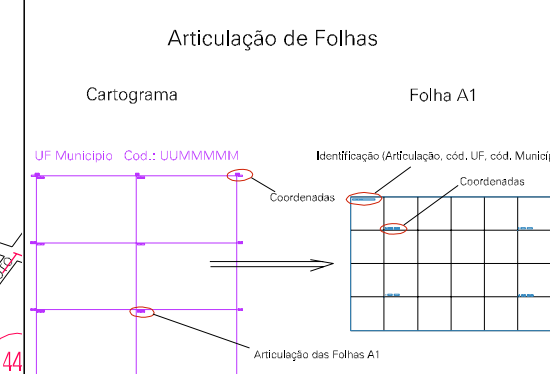 Articulação de Folhas
Cartograma
Folha A1
UF Municipio Cod.: UUMMMMM
Identificação (Articulação, cód. UF, cód. Municíp
Coordenadas
Coordenadas
Articulação das Folhas A1
44